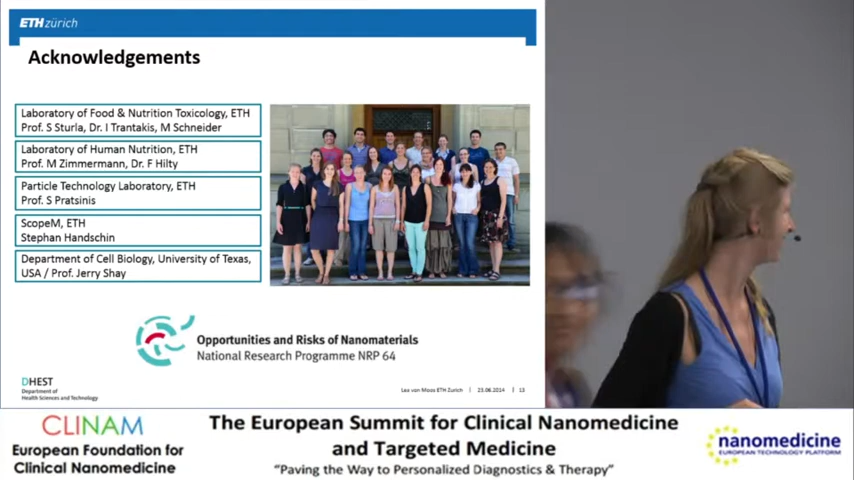 ETH zürich
Acknowledgements
Laboratory of Food & Nutrition Toxicology, ETH
Prof. S Sturla, Dr. I Trantakis, M Schneider
Laboratory of Human Nutrition, ETH
Prof. M Zimmermann, Dr. F Hilty
Particle Technology Laboratory, ETH
Prof. S Pratsinis
ScopeM, ETH
Stephan Handschin
Department of Cell Biology, University of Texas,
USA / Prof. Jerry Shay
Opportunities and Risks of Nanomaterials
National Research Programme NRP 64
DHEST
Department of
Health Sciences and Technology
Lea von Moos ETH Zurich | 23.06.2014 | 13
CLINAM
European Foundation for
Clinical Nanomedicine
The European Summit for Clinical Nanomedicine
and Targeted Medicine
"Paving the Way to Personalized Diagnostics & Therapy"
nanomedicine
EUROPEAN TECHNOLOGY PLATFORM